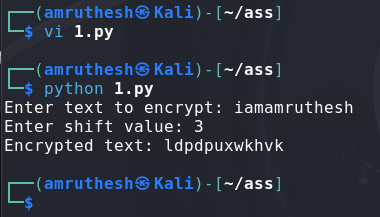 ┌──(amruthesh㉿Kali)-[~/ass]
└─$ vi 1.py
┌──(amruthesh㉿Kali)-[~/ass]
└─$ python 1.py
Enter text to encrypt: iamamruthesh
Enter shift value: 3
Encrypted text: ldpdpuxwkhvk
┌──(amruthesh㉿Kali)-[~/ass]
└─$